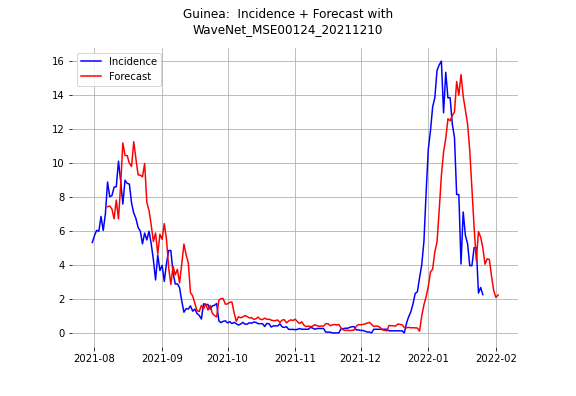 Guinea:  Incidence + Forecast with
WaveNet_MSE00124_20211210
Incidence
Forecast
16
14
12
10
8
6
4
2
0
2021-08 2021-09 2021-10 2021-11 2021-12 2022-01 2022-02